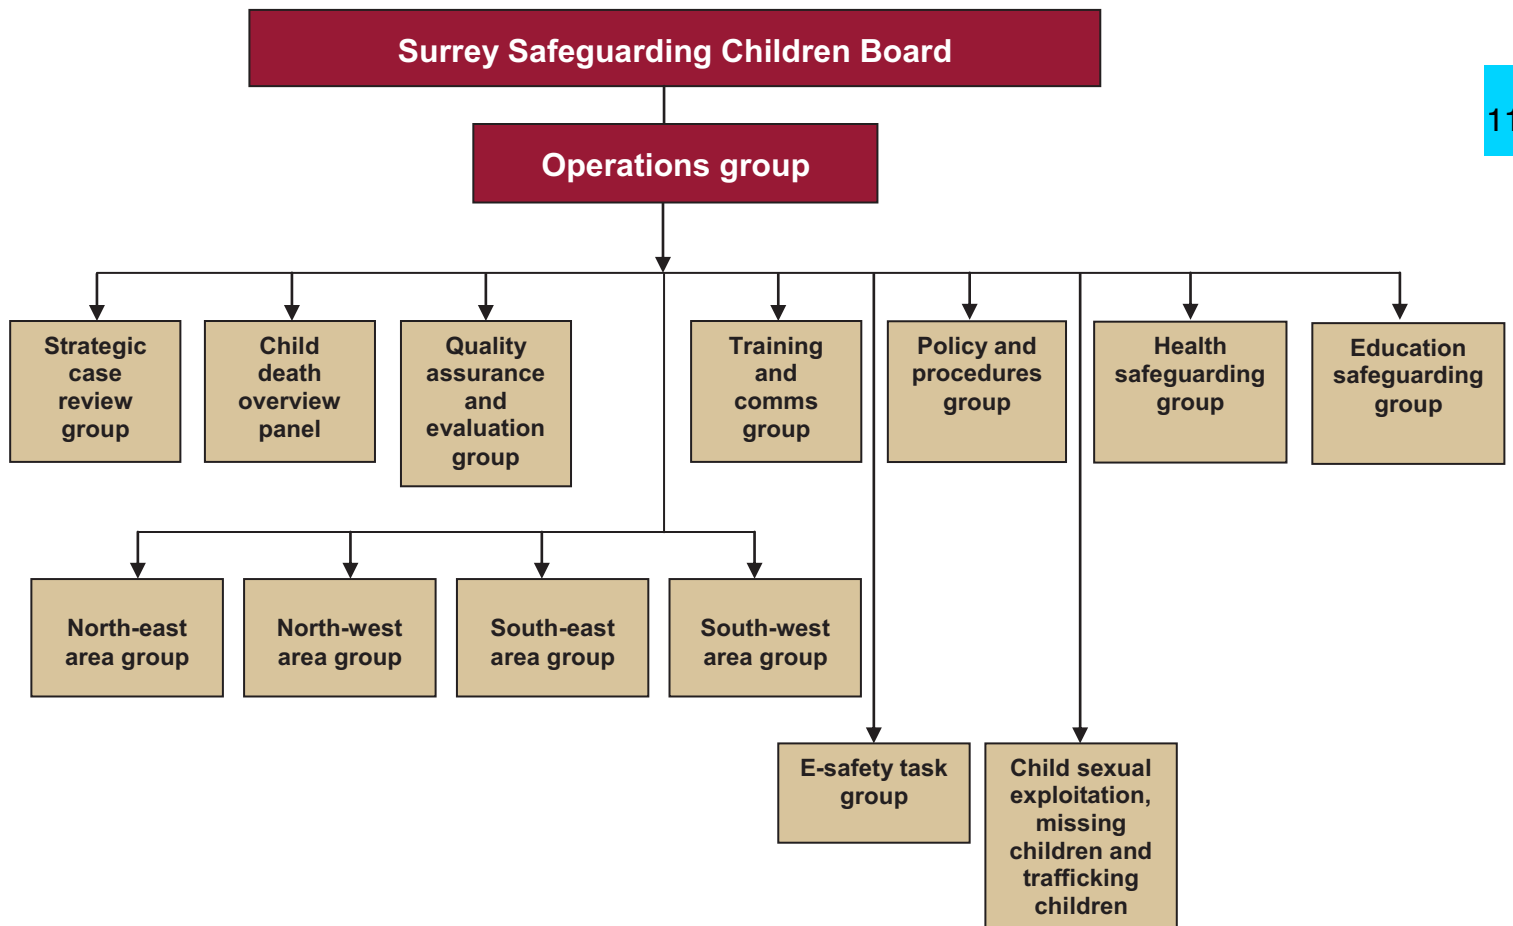 Surrey Safeguarding Children Board
11
Operations group
Strategic
case
review
group
Child
death
overview
panel
Quality
assurance
and
evaluation
group
Training
and
comms
group
Policy and
procedures
group
Health
safeguarding
group
Education
safeguarding
group
North-east
area group
North-west
area group
South-east
area group
South-west
area group
E-safety task
group
Child sexual
exploitation,
missing
children and
trafficking
children